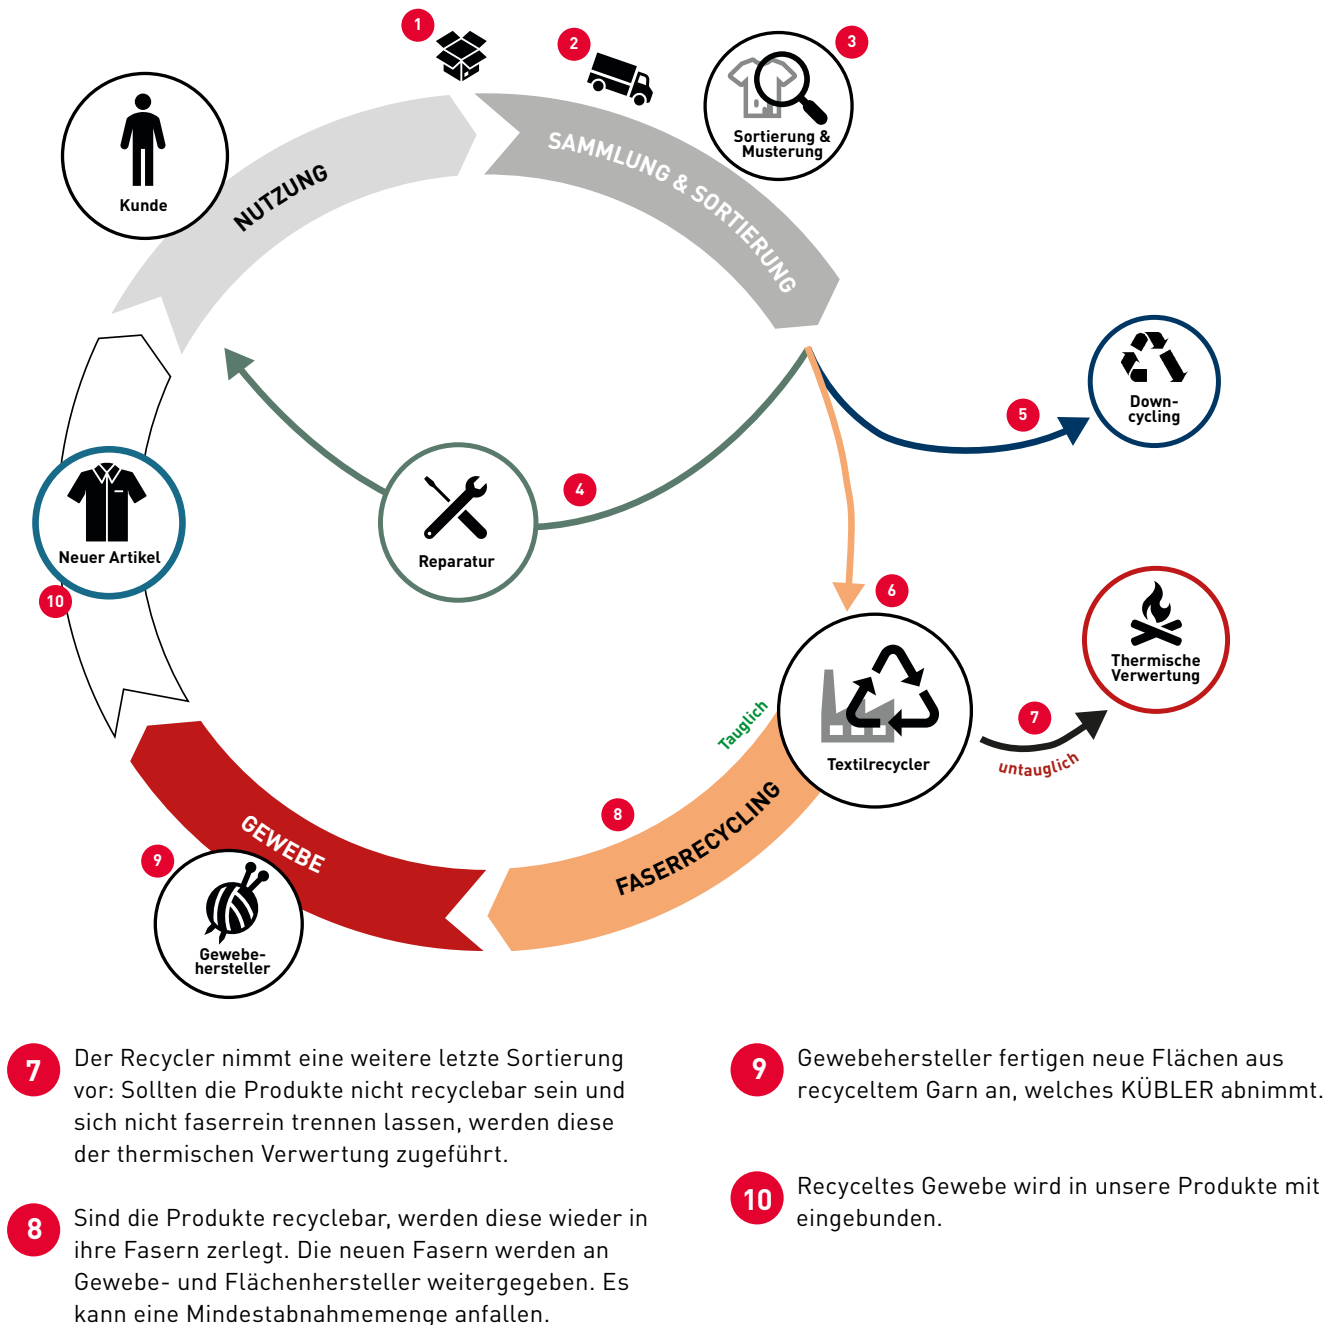 1
2
3
Sortierung &
Musterung
Kunde
NUTZUNG
SAMMLUNG & SORTIERUNG
Down-
cycling
5
4
Reparatur
Neuer Artikel
10
6
Textilrecycler
Thermische
Verwertung
7
untauglich
Tauglich
8
FASERRECYCLING
GEWEBE
9
Gewebe-
hersteller
7
Der Recycler nimmt eine weitere letzte Sortierung
vor: Sollten die Produkte nicht recyclebar sein und
sich nicht faserrein trennen lassen, werden diese
der thermischen Verwertung zugeführt.
8
Sind die Produkte recyclebar, werden diese wieder in
ihre Fasern zerlegt. Die neuen Fasern werden an
Gewebe- und Flächenhersteller weitergegeben. Es
kann eine Mindestabnahmemenge anfallen.
9
Gewebehersteller fertigen neue Flächen aus
recyceltem Garn an, welches KÜBLER abnimmt.
10
Recyceltes Gewebe wird in unsere Produkte mit
eingebunden.